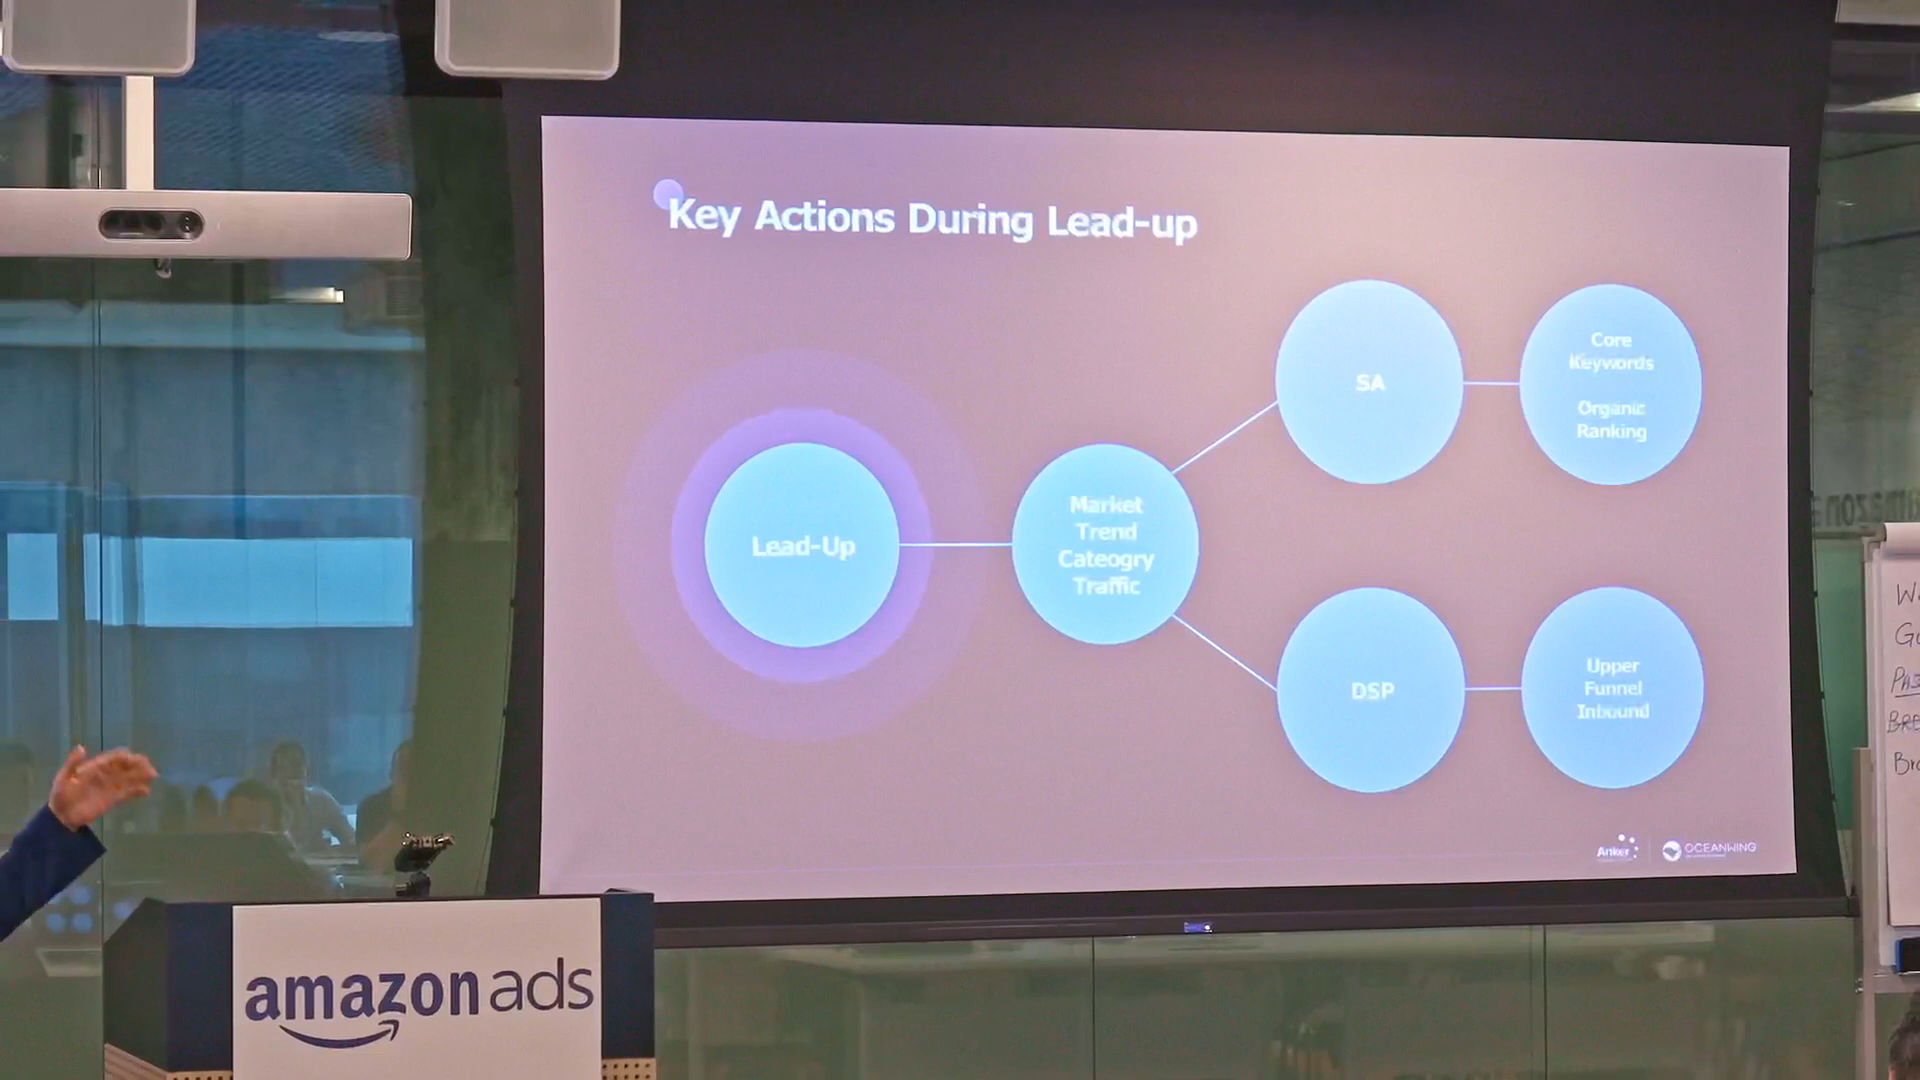 Key Actions During Lead-up
Lead-Up
Market
Trend
Cateogry
Traffic
SA
Core
Keywords
Organic
Ranking
DSP
Upper
Funnel
Inbound
Anker
OCEANWING
amazon ads
amazon